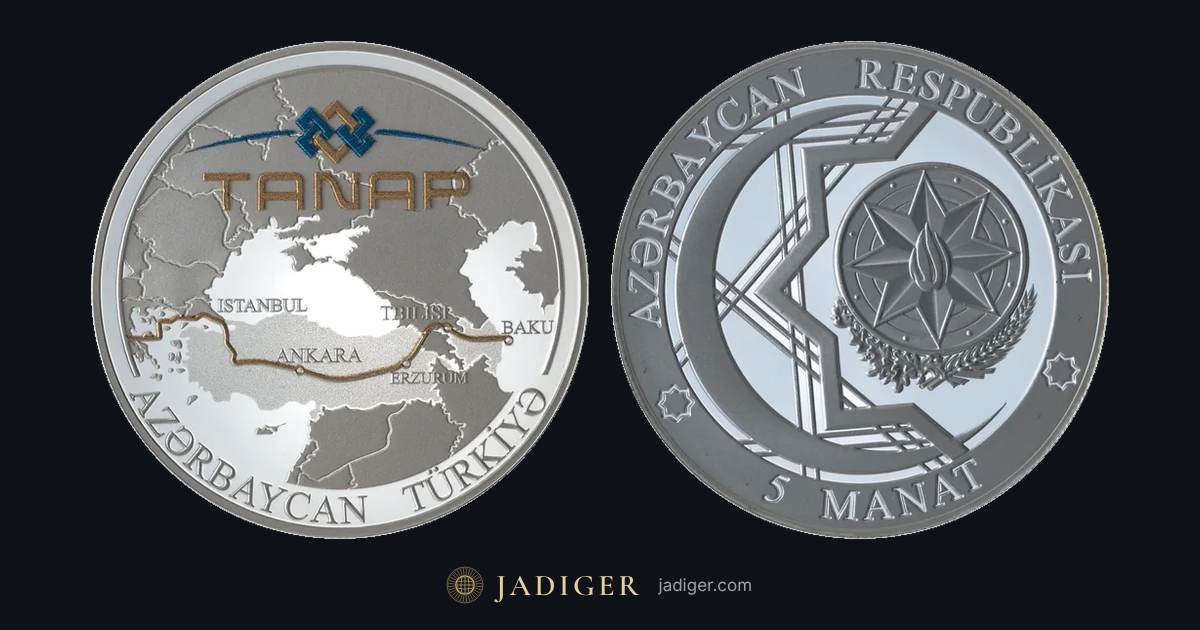 TANAP
ISTANBUL
TBILISI
BAKU
ANKARA
ERZURUM
AZƏRBAYCAN TÜRKİYƏ
AZƏRBAYCAN RESPUBLİKASI
5 MANAT
JADIGER jadiger.com